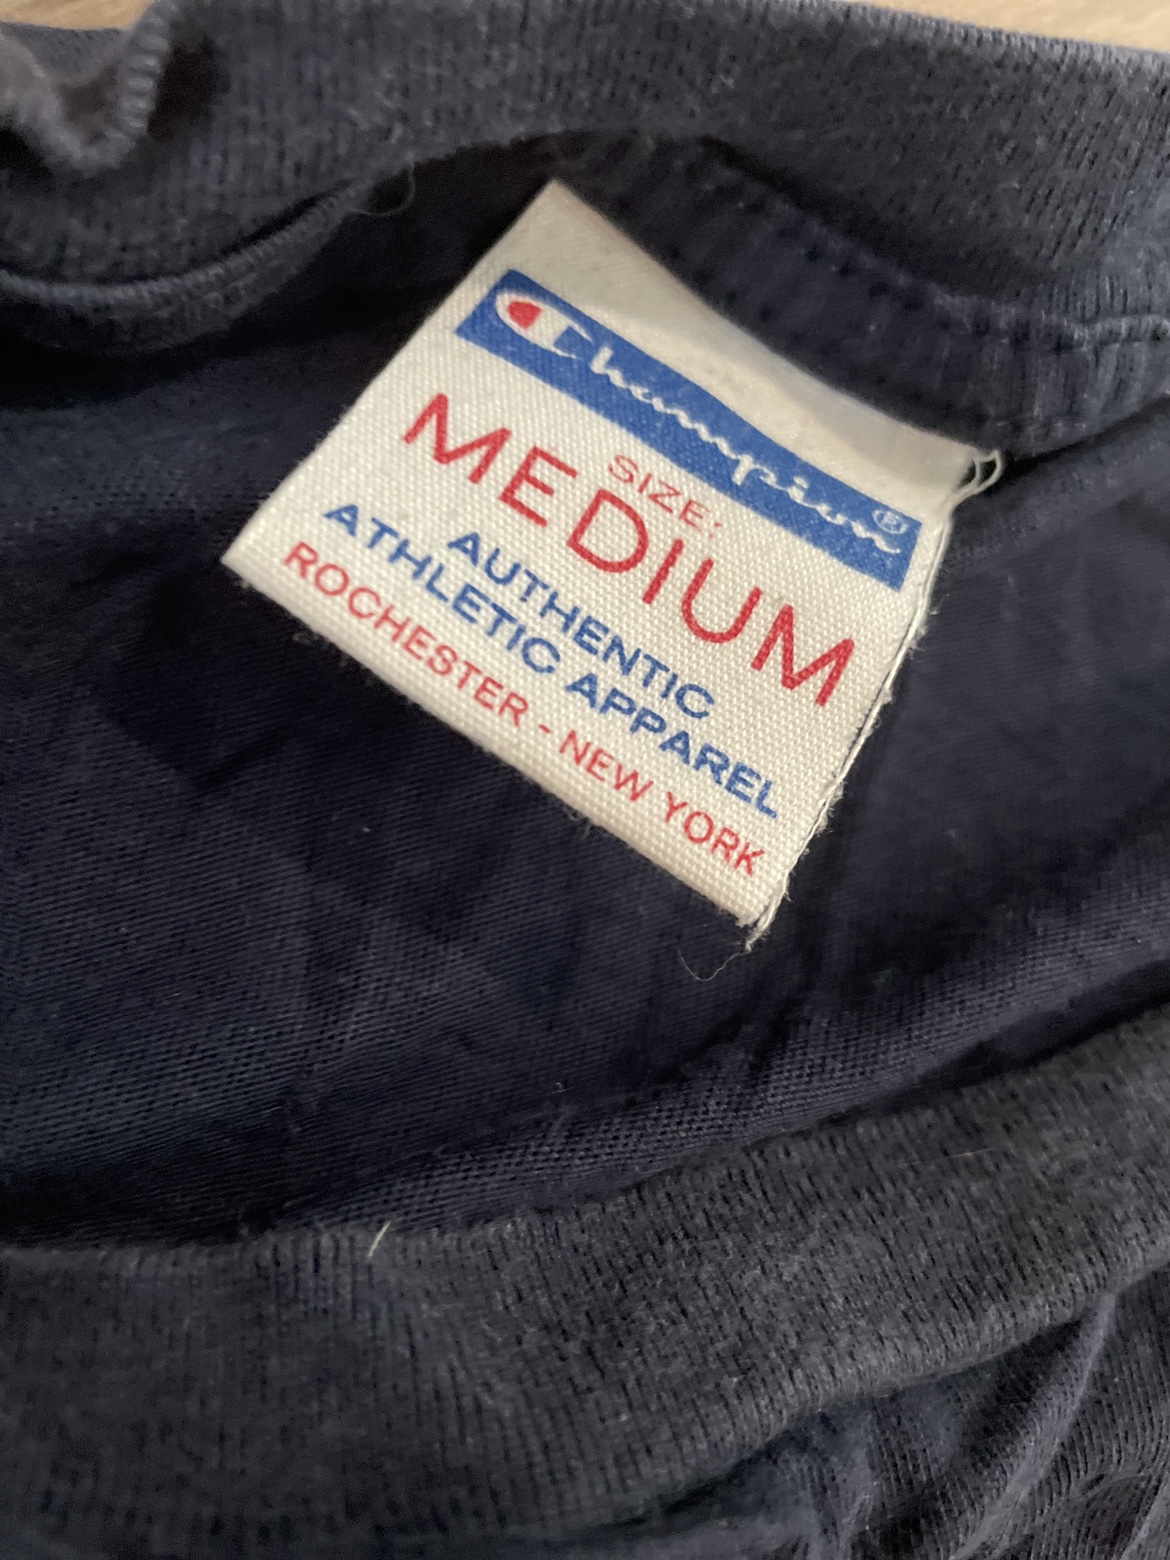 Champion®
SIZE:
MEDIUM
AUTHENTIC
ATHLETIC APPAREL
ROCHESTER - NEW YORK